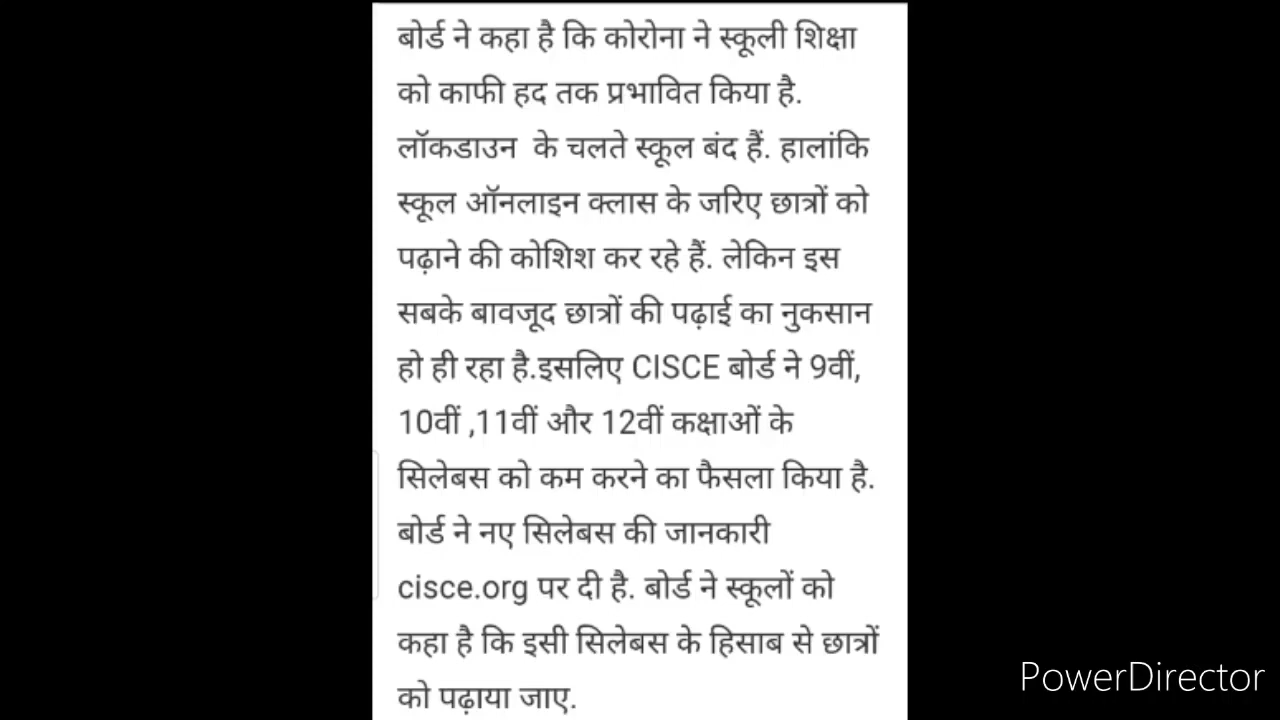 बोर्ड ने कहा है कि कोरोना ने स्कूली शिक्षा
को काफी हद तक प्रभावित किया है.
लॉकडाउन के चलते स्कूल बंद हैं. हालांकि
स्कूल ऑनलाइन क्लास के जरिए छात्रों को
पढ़ाने की कोशिश कर रहे हैं. लेकिन इस
सबके बावजूद छात्रों की पढ़ाई का नुकसान
हो ही रहा है.इसलिए CISCE बोर्ड ने 9वीं,
10वीं ,11वीं और 12वीं कक्षाओं के
सिलेबस को कम करने का फैसला किया है.
बोर्ड ने नए सिलेबस की जानकारी
cisce.org पर दी है. बोर्ड ने स्कूलों को
कहा है कि इसी सिलेबस के हिसाब से छात्रों
को पढ़ाया जाए.
PowerDirector